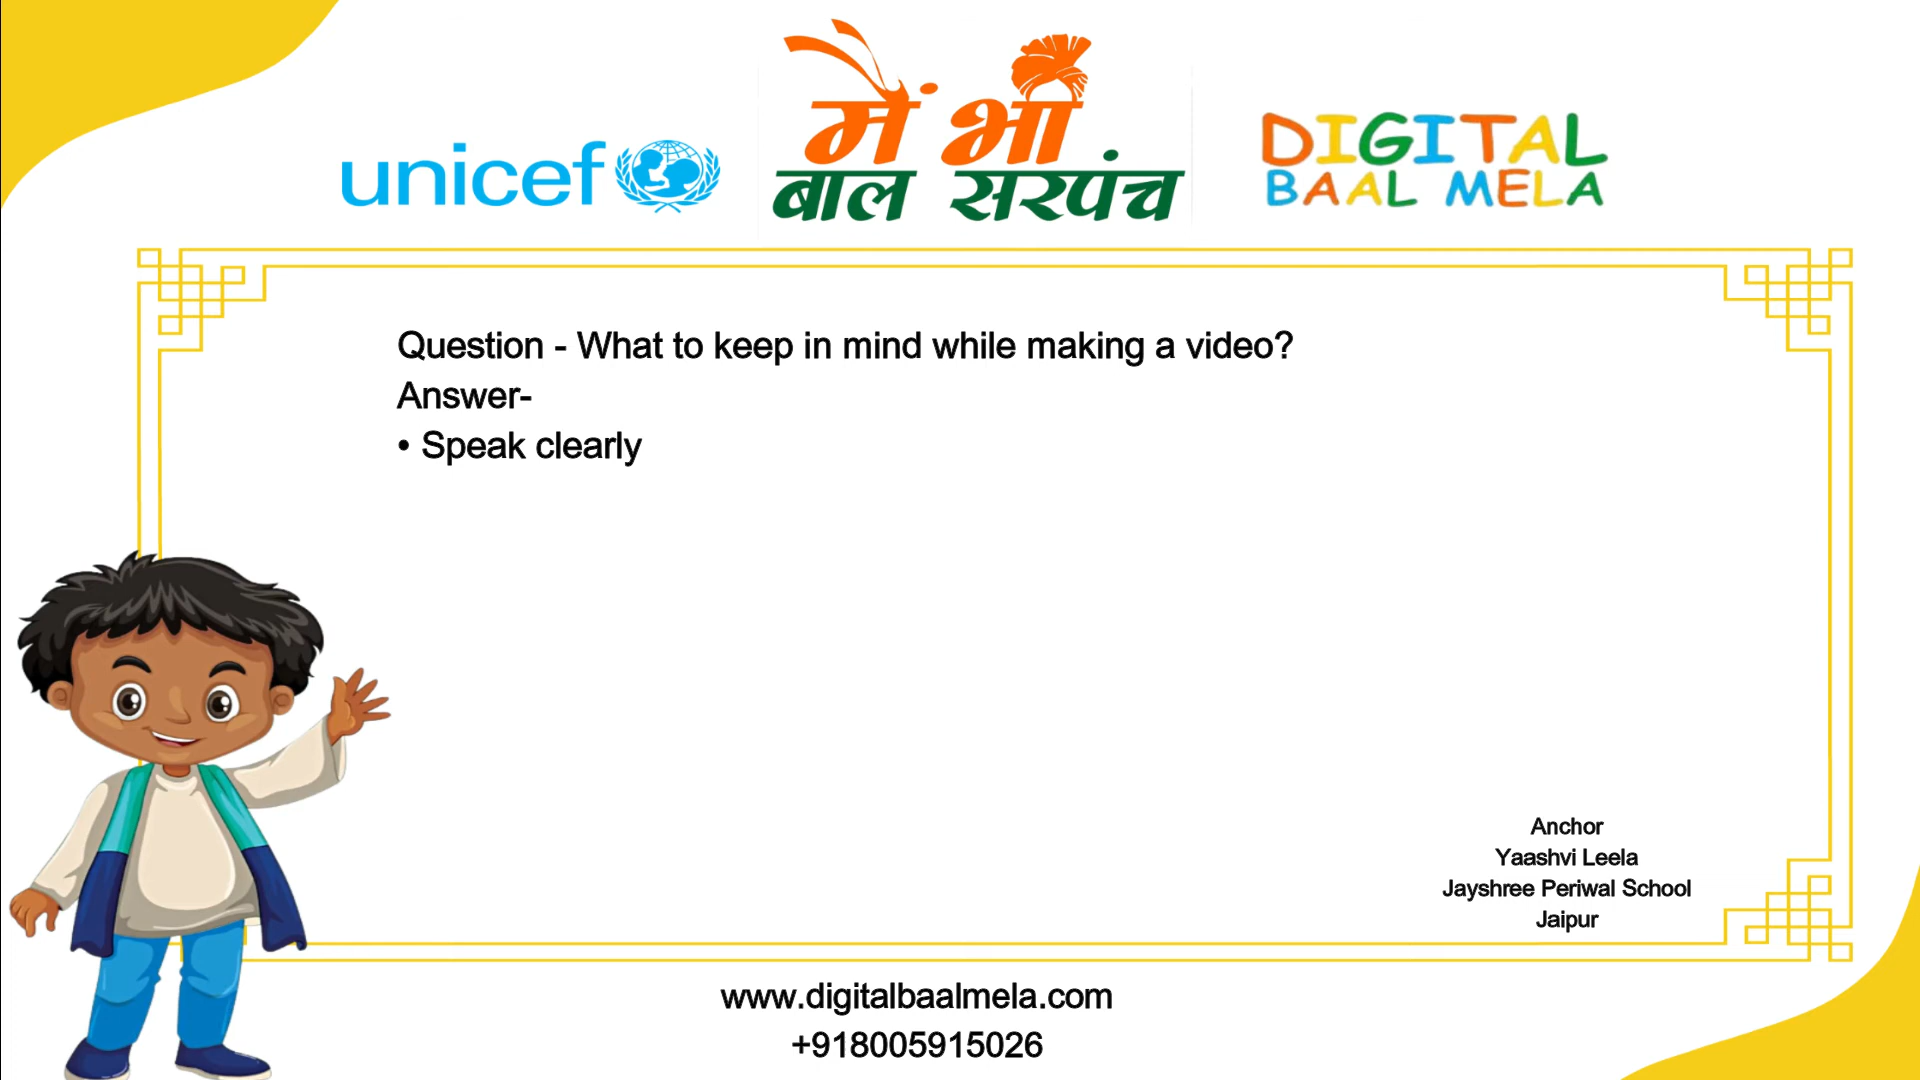 unicef
में भी
बाल सरपंच
DIGITAL
BAAL MELA
Question - What to keep in mind while making a video?
Answer-
• Speak clearly
Anchor
Yaashvi Leela
Jayshree Periwal School
Jaipur
www.digitalbaalmela.com
+918005915026